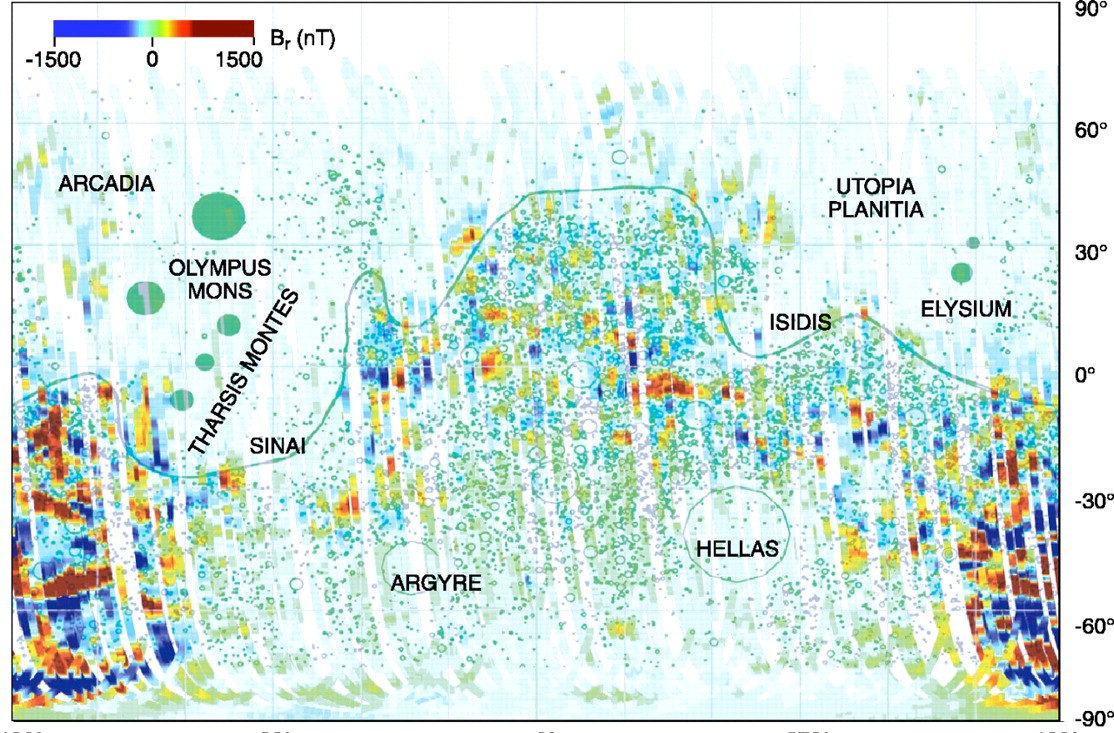 90°
B_r (nT)
-1500 0 1500
60°
ARCADIA
UTOPIA
PLANITIA
30°
OLYMPUS
MONS
ELYSIUM
ISIDIS
THARSIS MONTES
0°
SINAI
-30°
HELLAS
ARGYRE
-60°
-90°